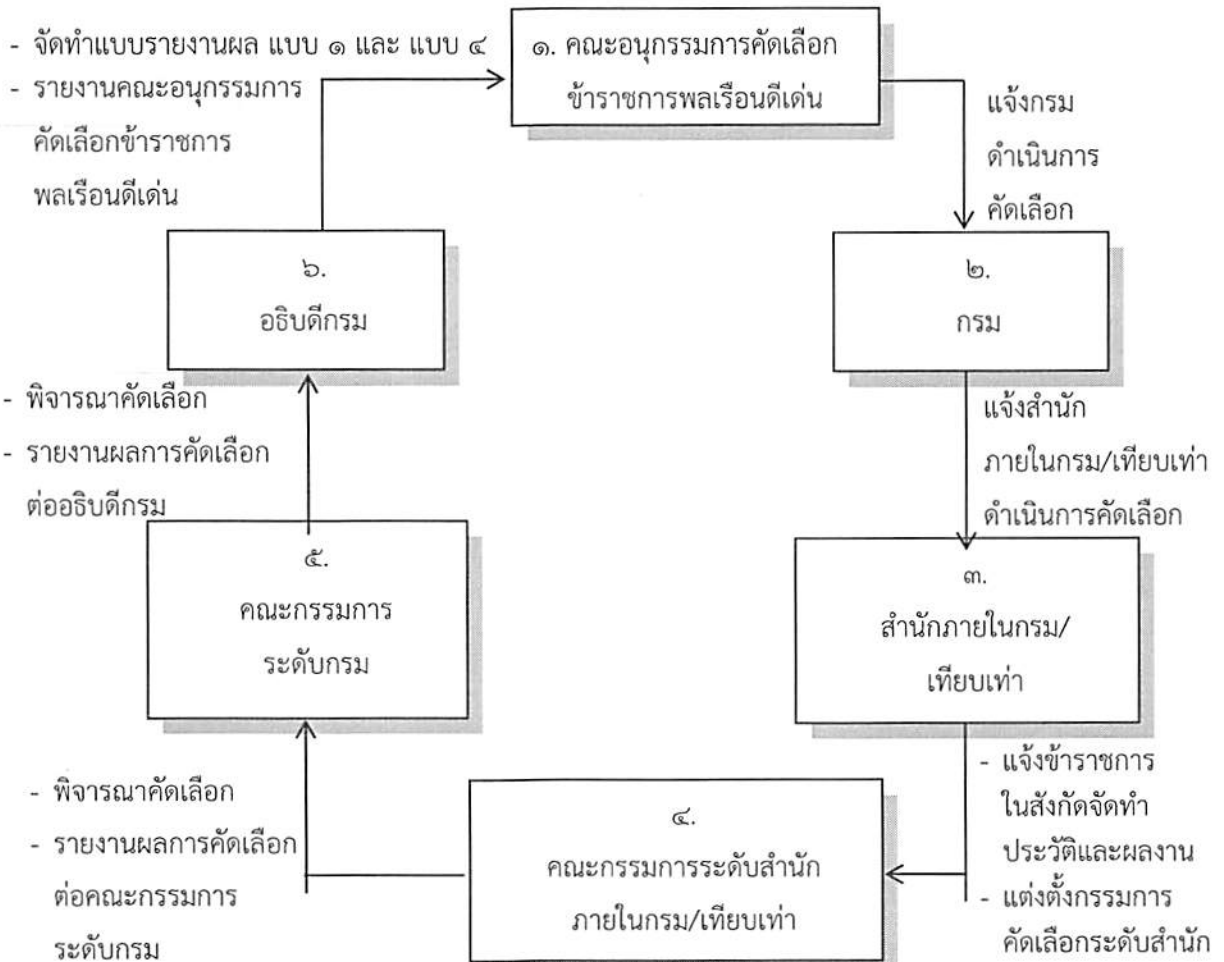 - จัดทำแบบรายงานผล แบบ ๑ และ แบบ ๔
- รายงานคณะอนุกรรมการ
คัดเลือกข้าราชการ
พลเรือนดีเด่น
๑. คณะอนุกรรมการคัดเลือก
ข้าราชการพลเรือนดีเด่น
แจ้งกรม
ดำเนินการ
คัดเลือก
๒.
กรม
แจ้งสำนัก
ภายในกรม/เทียบเท่า
ดำเนินการคัดเลือก
๓.
สำนักภายในกรม/
เทียบเท่า
- แจ้งข้าราชการ
ในสังกัดจัดทำ
ประวัติและผลงาน
- แต่งตั้งกรรมการ
คัดเลือกระดับสำนัก
๔.
คณะกรรมการระดับสำนัก
ภายในกรม/เทียบเท่า
- พิจารณาคัดเลือก
- รายงานผลการคัดเลือก
ต่อคณะกรรมการ
ระดับกรม
๕.
คณะกรรมการ
ระดับกรม
- พิจารณาคัดเลือก
- รายงานผลการคัดเลือก
ต่ออธิบดีกรม
๖.
อธิบดีกรม